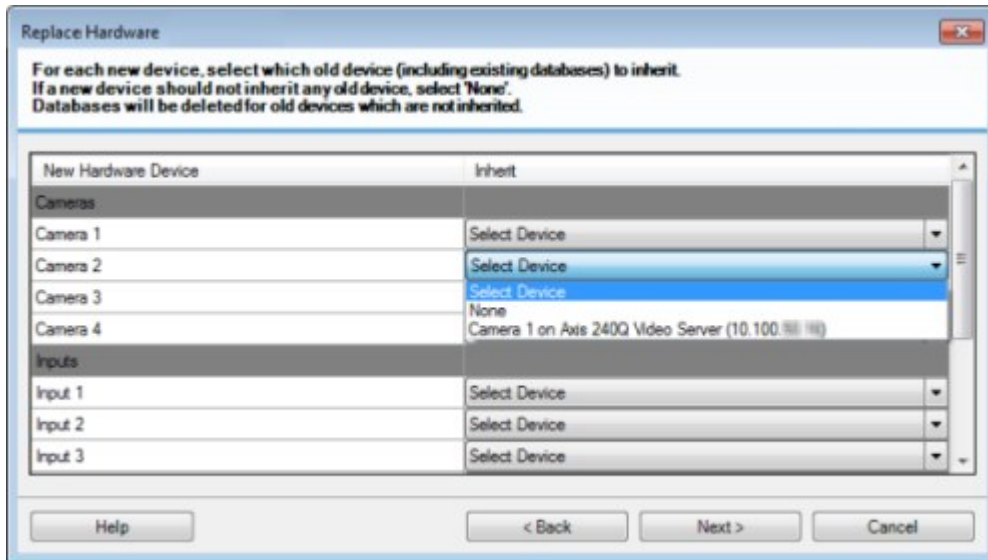 Replace Hardware
For each new device, select which old device (including existing databases) to inherit.
If a new device should not inherit any old device, select 'None'.
Databases will be deleted for old devices which are not inherited.
New Hardware Device Inherit
Cameras
Camera 1 Select Device
Camera 2 Select Device
Select Device
Camera 3
None
Camera 4 Camera 1 on Axis 240Q Video Server (10.100.
Inputs
Input 1 Select Device
Input 2 Select Device
Input 3 Select Device
Help < Back Next > Cancel